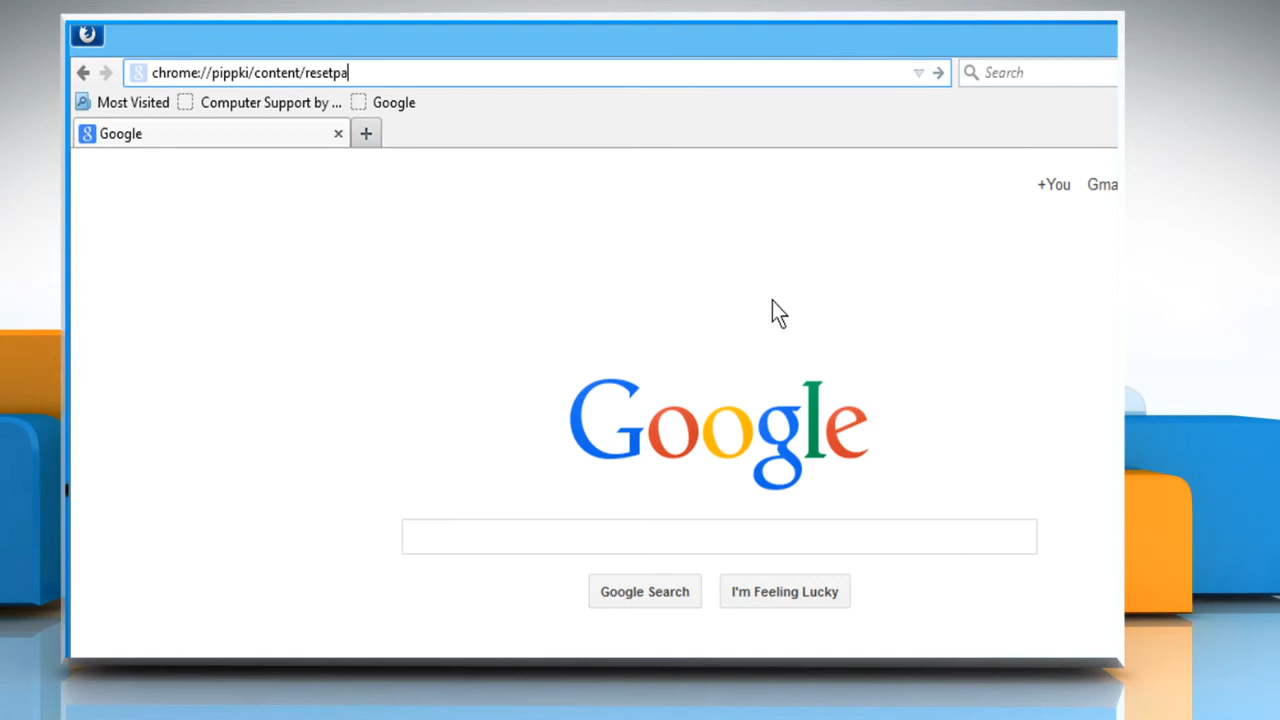 chrome://pippki/content/resetpa
Search
Most Visited Computer Support by ... Google
Google
+You Gma
Google
Google Search I'm Feeling Lucky